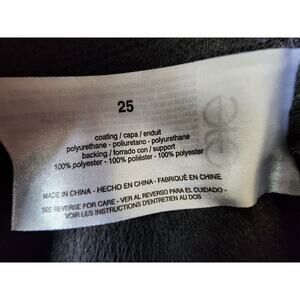 25
coating / capa / enduit
polyurethane - poliuretano - polyurethane
backing / forrado con / support
100% polyester - 100% poliéster - 100% polyester
MADE IN CHINA - HECHO EN CHINA - FABRIQUÉ EN CHINE
SEE REVERSE FOR CARE - VER AL REVERSO PARA EL CUIDADO -
VOIR LES INSTRUCTIONS D'ENTRETIEN AU DOS